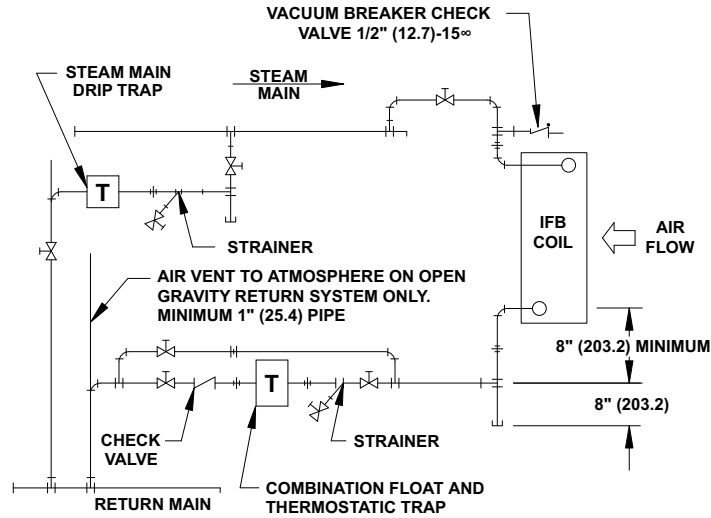 VACUUM BREAKER CHECK
VALVE 1/2" (12.7)-15∞
STEAM MAIN
DRIP TRAP
STEAM
MAIN
T
IFB
COIL
AIR
FLOW
STRAINER
AIR VENT TO ATMOSPHERE ON OPEN
GRAVITY RETURN SYSTEM ONLY.
MINIMUM 1" (25.4) PIPE
8" (203.2) MINIMUM
T
8" (203.2)
CHECK
VALVE
STRAINER
COMBINATION FLOAT AND
THERMOSTATIC TRAP
RETURN MAIN